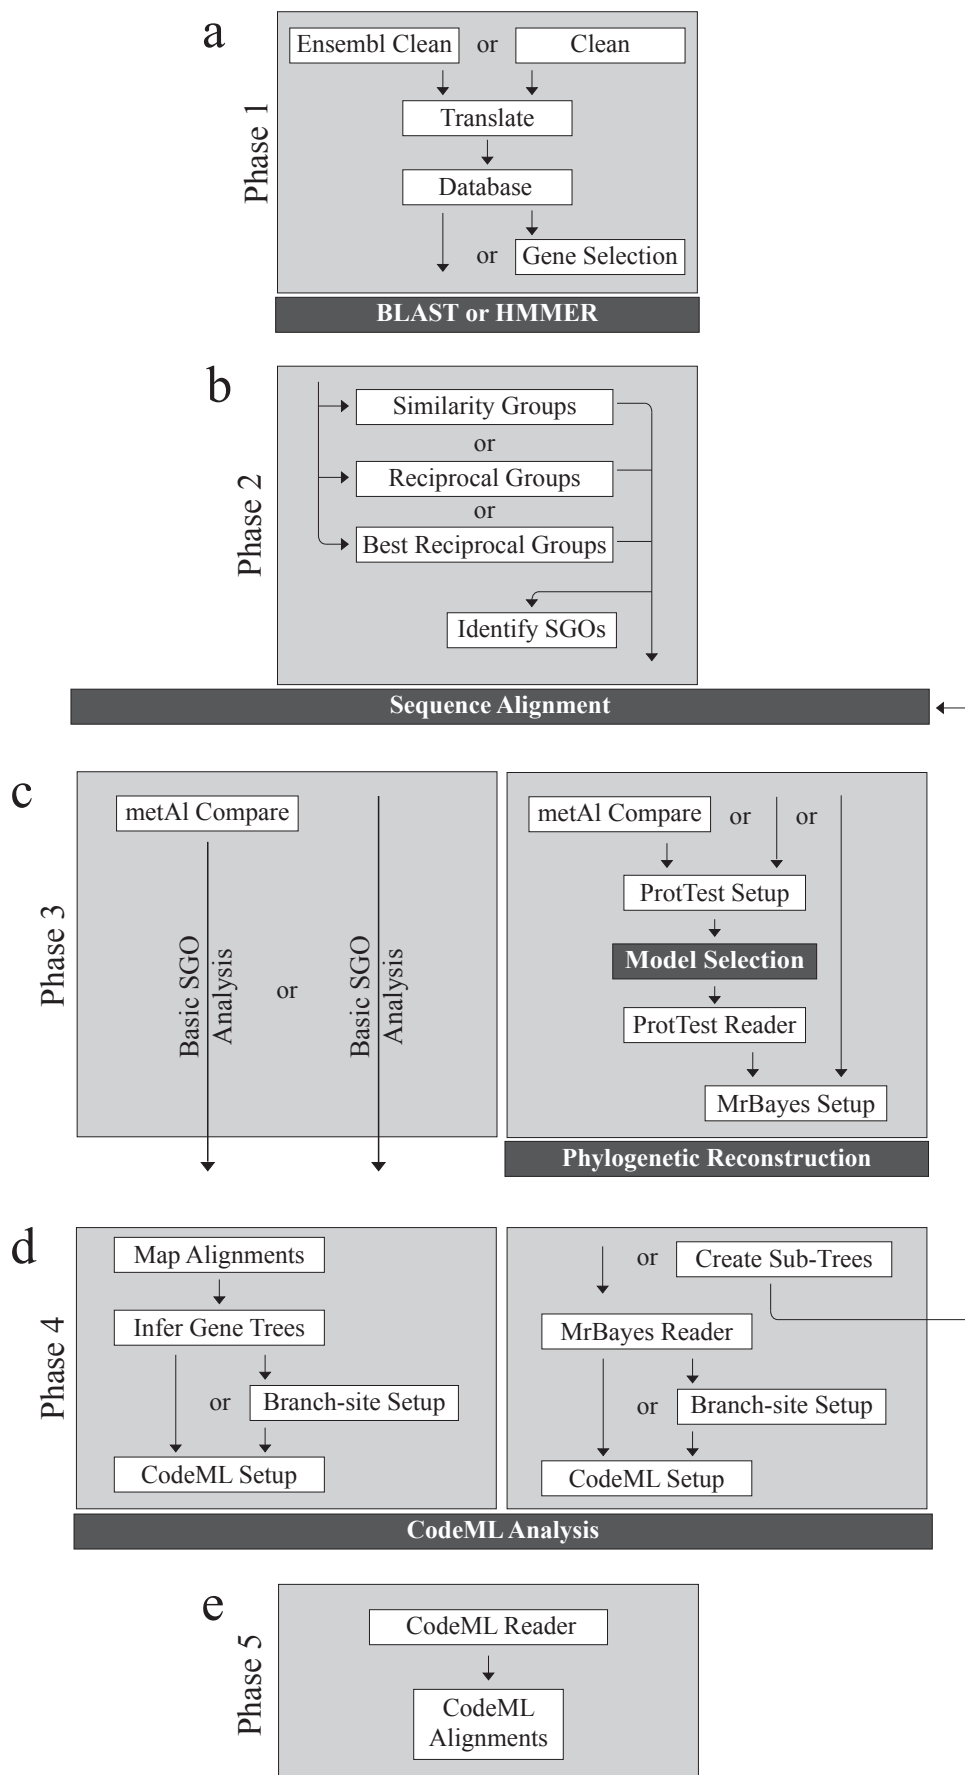 a
Phase 1
Ensembl Clean or Clean
Translate
Database
or Gene Selection
BLAST or HMMER
b
Phase 2
Similarity Groups
or
Reciprocal Groups
or
Best Reciprocal Groups
Identify SGOs
Sequence Alignment
c
Phase 3
metAl Compare
Basic SGO
Analysis
or
Basic SGO
Analysis
metAl Compare or or
ProtTest Setup
Model Selection
ProtTest Reader
MrBayes Setup
Phylogenetic Reconstruction
d
Phase 4
Map Alignments
Infer Gene Trees
or Branch-site Setup
CodeML Setup
or Create Sub-Trees
MrBayes Reader
or Branch-site Setup
CodeML Setup
CodeML Analysis
e
Phase 5
CodeML Reader
CodeML
Alignments